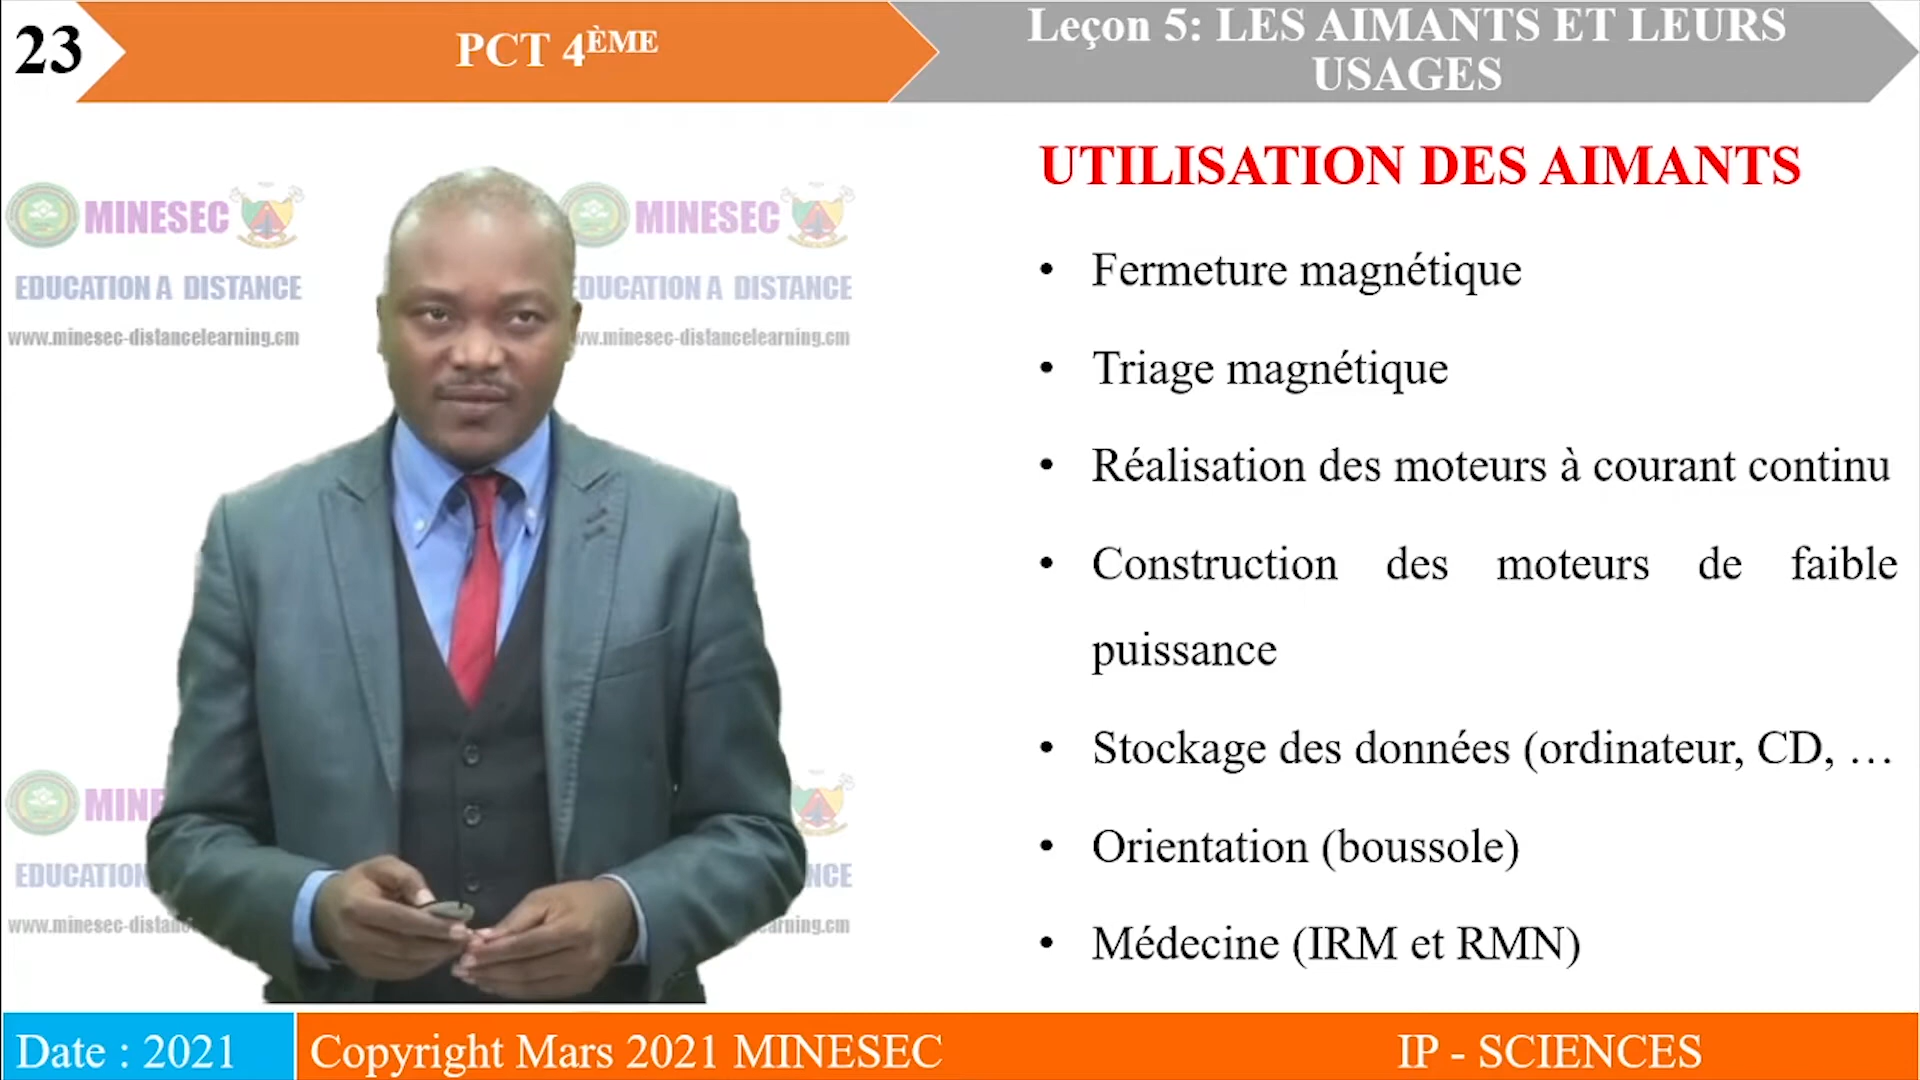 23
PCT 4ÈME
Leçon 5: LES AIMANTS ET LEURS
USAGES
MINESEC
EDUCATION A DISTANCE
www.minesec-distancelearning.cm
MINESEC
EDUCATION A DISTANCE
www.minesec-distancelearning.cm
UTILISATION DES AIMANTS
• Fermeture magnétique
• Triage magnétique
• Réalisation des moteurs à courant continu
• Construction des moteurs de faible
puissance
• Stockage des données (ordinateur, CD, …
• Orientation (boussole)
• Médecine (IRM et RMN)
Date : 2021
Copyright Mars 2021 MINESEC
IP - SCIENCES